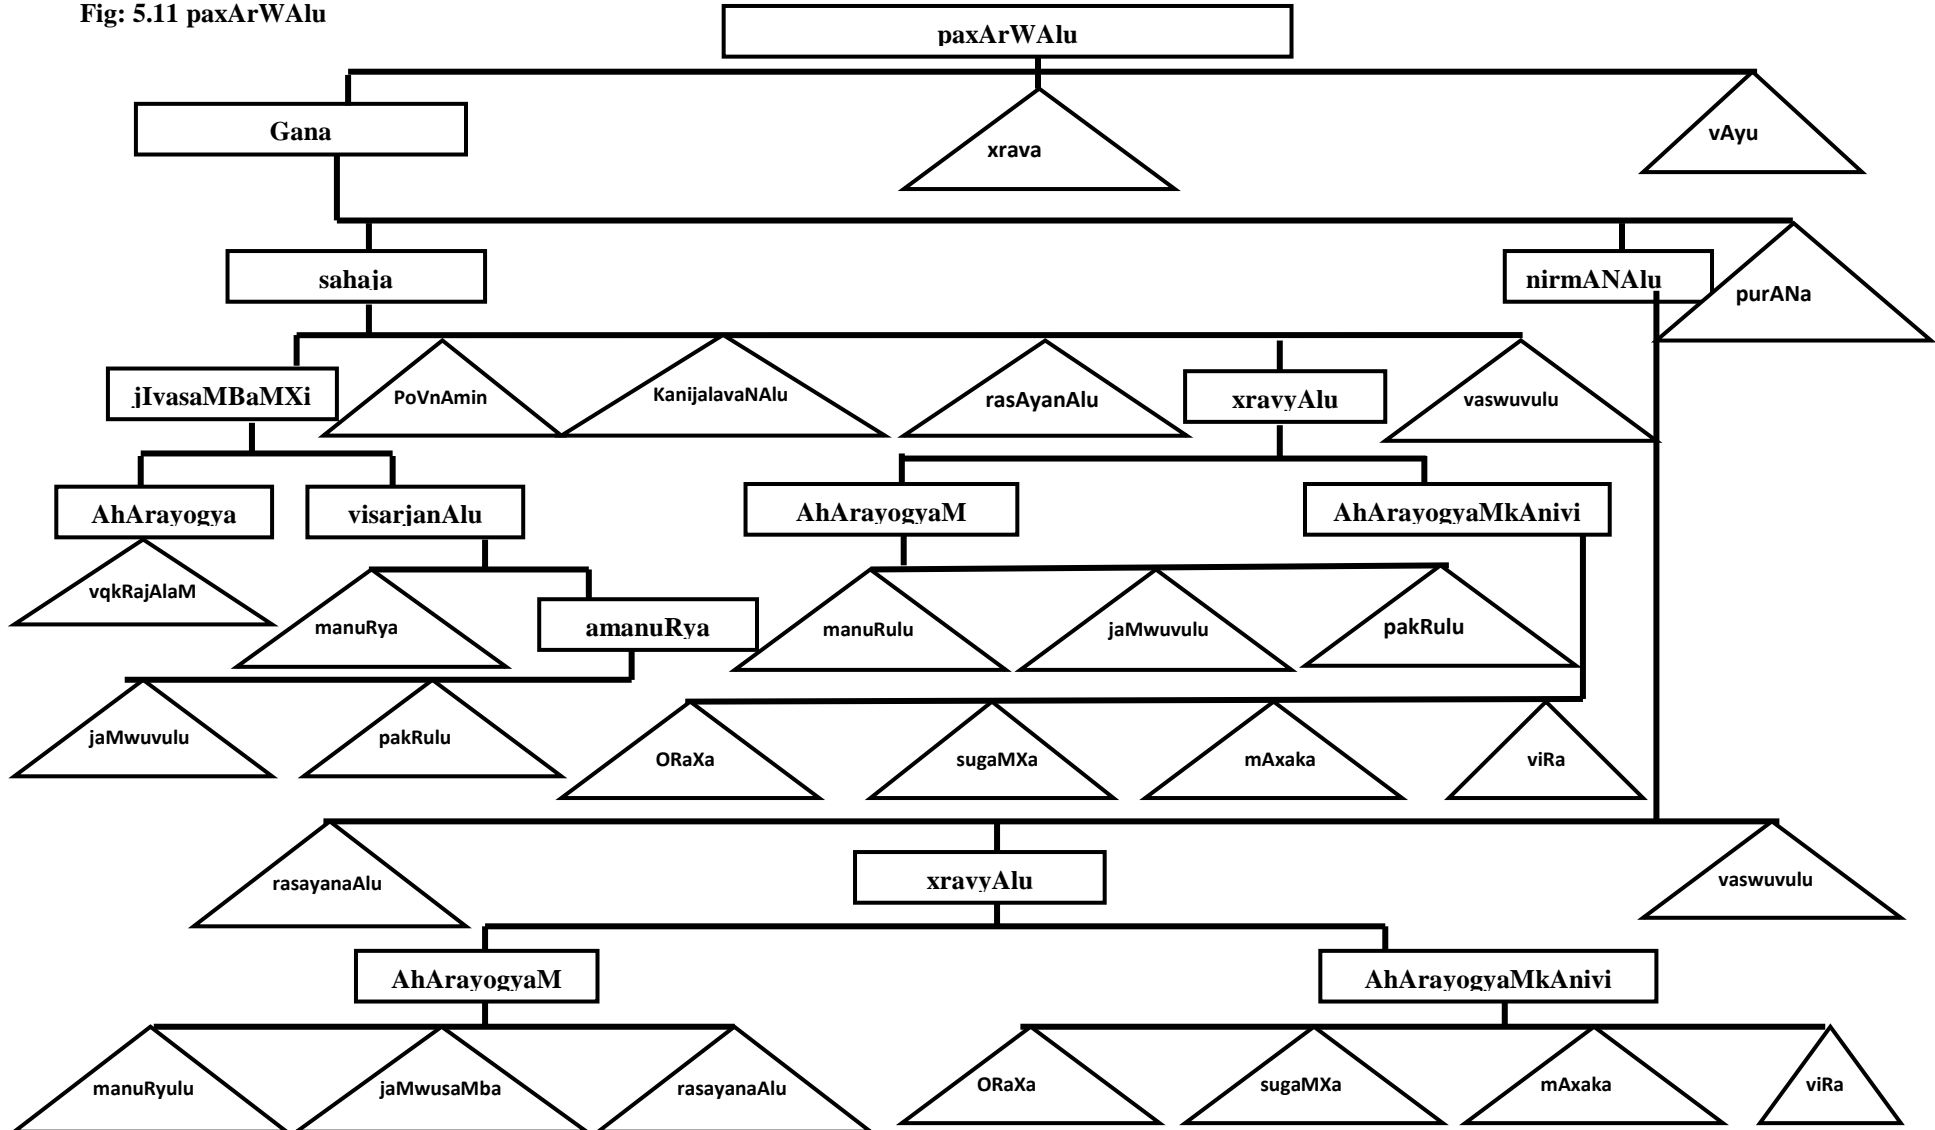 Fig: 5.11 paxArWAlu
paxArWAlu
Gana
xrava
vAyu
sahaja
nirmANAlu
purANa
jIvasaMBaMXi
PoVnAmin
KanijalavaNAlu
rasAyanAlu
xravyAlu
vaswuvulu
AhArayogya
visarjanAlu
AhArayogyaM
AhArayogyaMkAnivi
vqkRajAlaM
manuRya
amanuRya
manuRulu
jaMwuvulu
pakRulu
jaMwuvulu
pakRulu
ORaXa
sugaMXa
mAxaka
viRa
rasayanaAlu
xravyAlu
vaswuvulu
AhArayogyaM
AhArayogyaMkAnivi
manuRyulu
jaMwusaMba
rasayanaAlu
ORaXa
sugaMXa
mAxaka
viRa